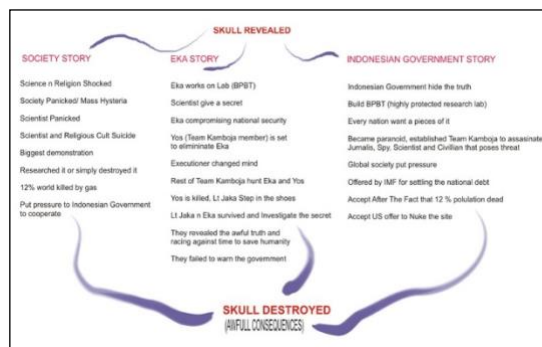 SKULL REVEALED
SOCIETY STORY
Science n Religion Shocked
Society Panicked/ Mass Hysteria
Scientist Panicked
Scientist and Religious Cult Suicide
Biggest demonstration
Researched it or simply destroyed it
12% world killed by gas
Put pressure to Indonesian Government
to cooperate
EKA STORY
Eka works on Lab (BPBT)
Scientist give a secret
Eka compromising national security
Yos (Team Kamboja member) is set
to elimininate Eka
Executioner changed mind
Rest of Team Kamboja hunt Eka and Yos
Yos is killed, Lt Jaka Step in the shoes
Lt Jaka n Eka survived and Investigate the secret
They revealed the awful truth and
racing against time to save humanity
They failed to warn the government
INDONESIAN GOVERNMENT STORY
Indonesian Government hide the truth
Build BPBT (highly protected research lab)
Every nation want a pieces of it
Became paranoid, established Team Kamboja to assasinate
Jurnalis, Spy, Scientist and Civillian that poses threat
Global society put pressure
Offered by IMF for settling the national debt
Accept After The Fact that 12 % polulation dead
Accept US offer to Nuke the site
SKULL DESTROYED
(AWFULL CONSEQUENCES)